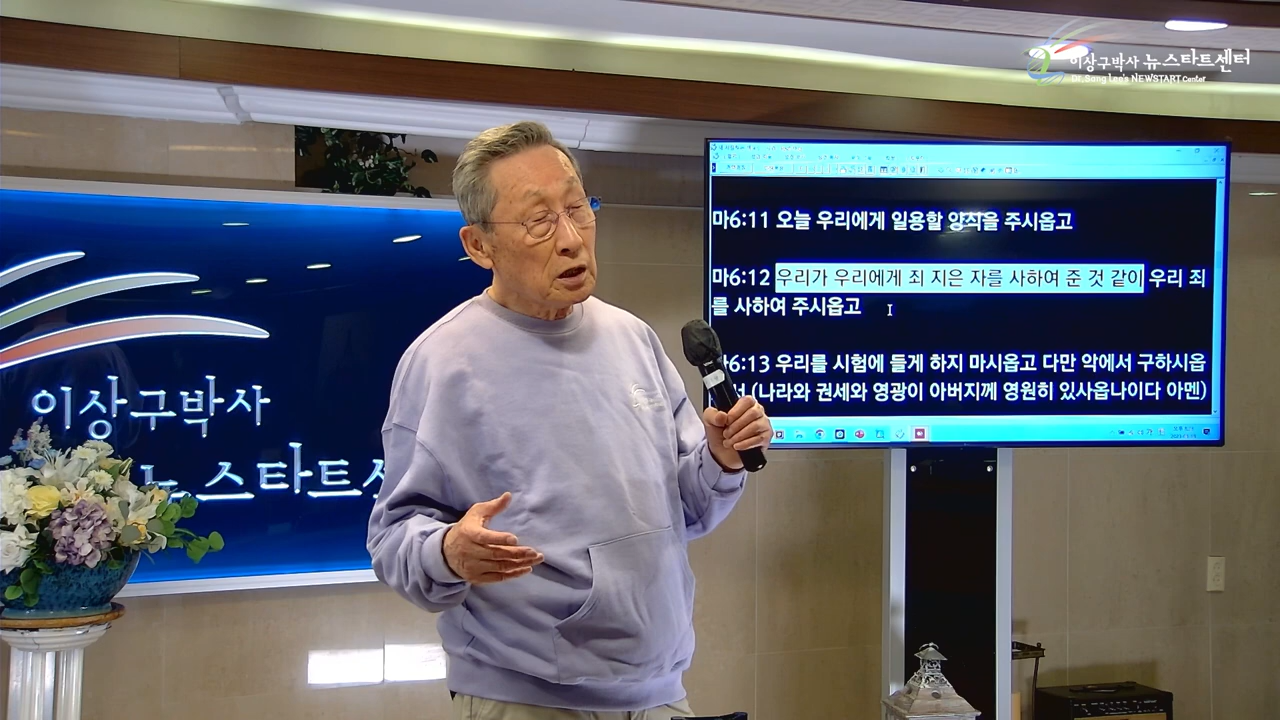 이상구박사 뉴스타트센터
Dr. Sang Lee's NEWSTART Center
마6:11 오늘 우리에게 일용할 양식을 주시옵고
마6:12 우리가 우리에게 죄 지은 자를 사하여 준 것 같이 우리 죄
를 사하여 주시옵고
마6:13 우리를 시험에 들게 하지 마시옵고 다만 악에서 구하시옵
(나라와 권세와 영광이 아버지께 영원히 있사옵나이다 아멘)
이상구박사
뉴스타트